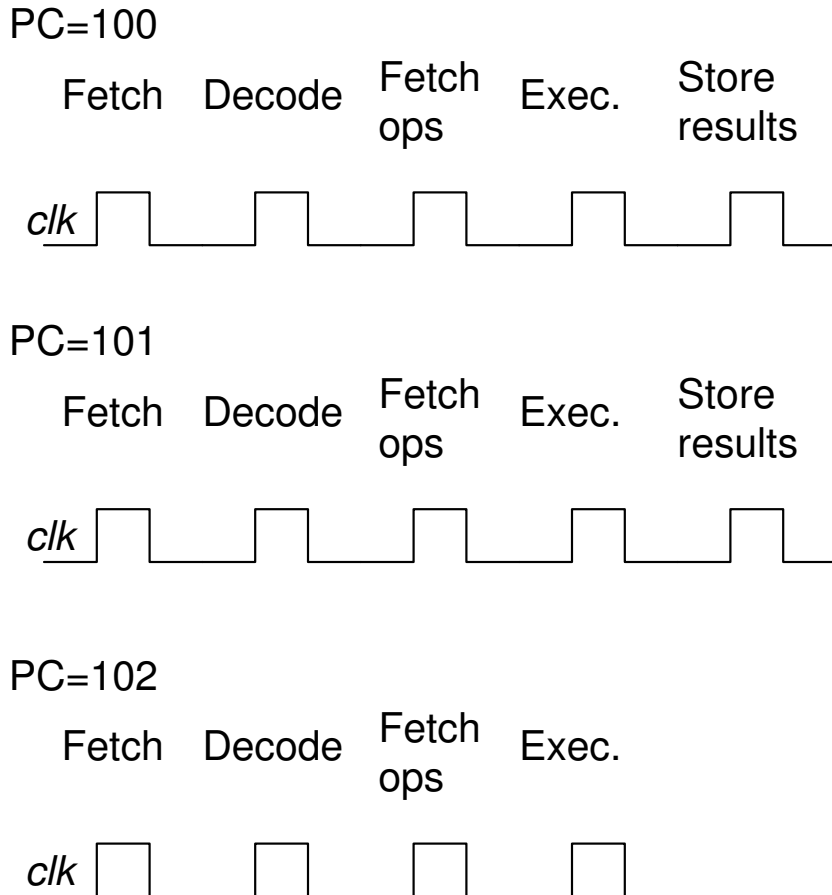 PC=100
Fetch Decode Fetch ops Exec. Store results
clk
PC=101
Fetch Decode Fetch ops Exec. Store results
clk
PC=102
Fetch Decode Fetch ops Exec.
clk